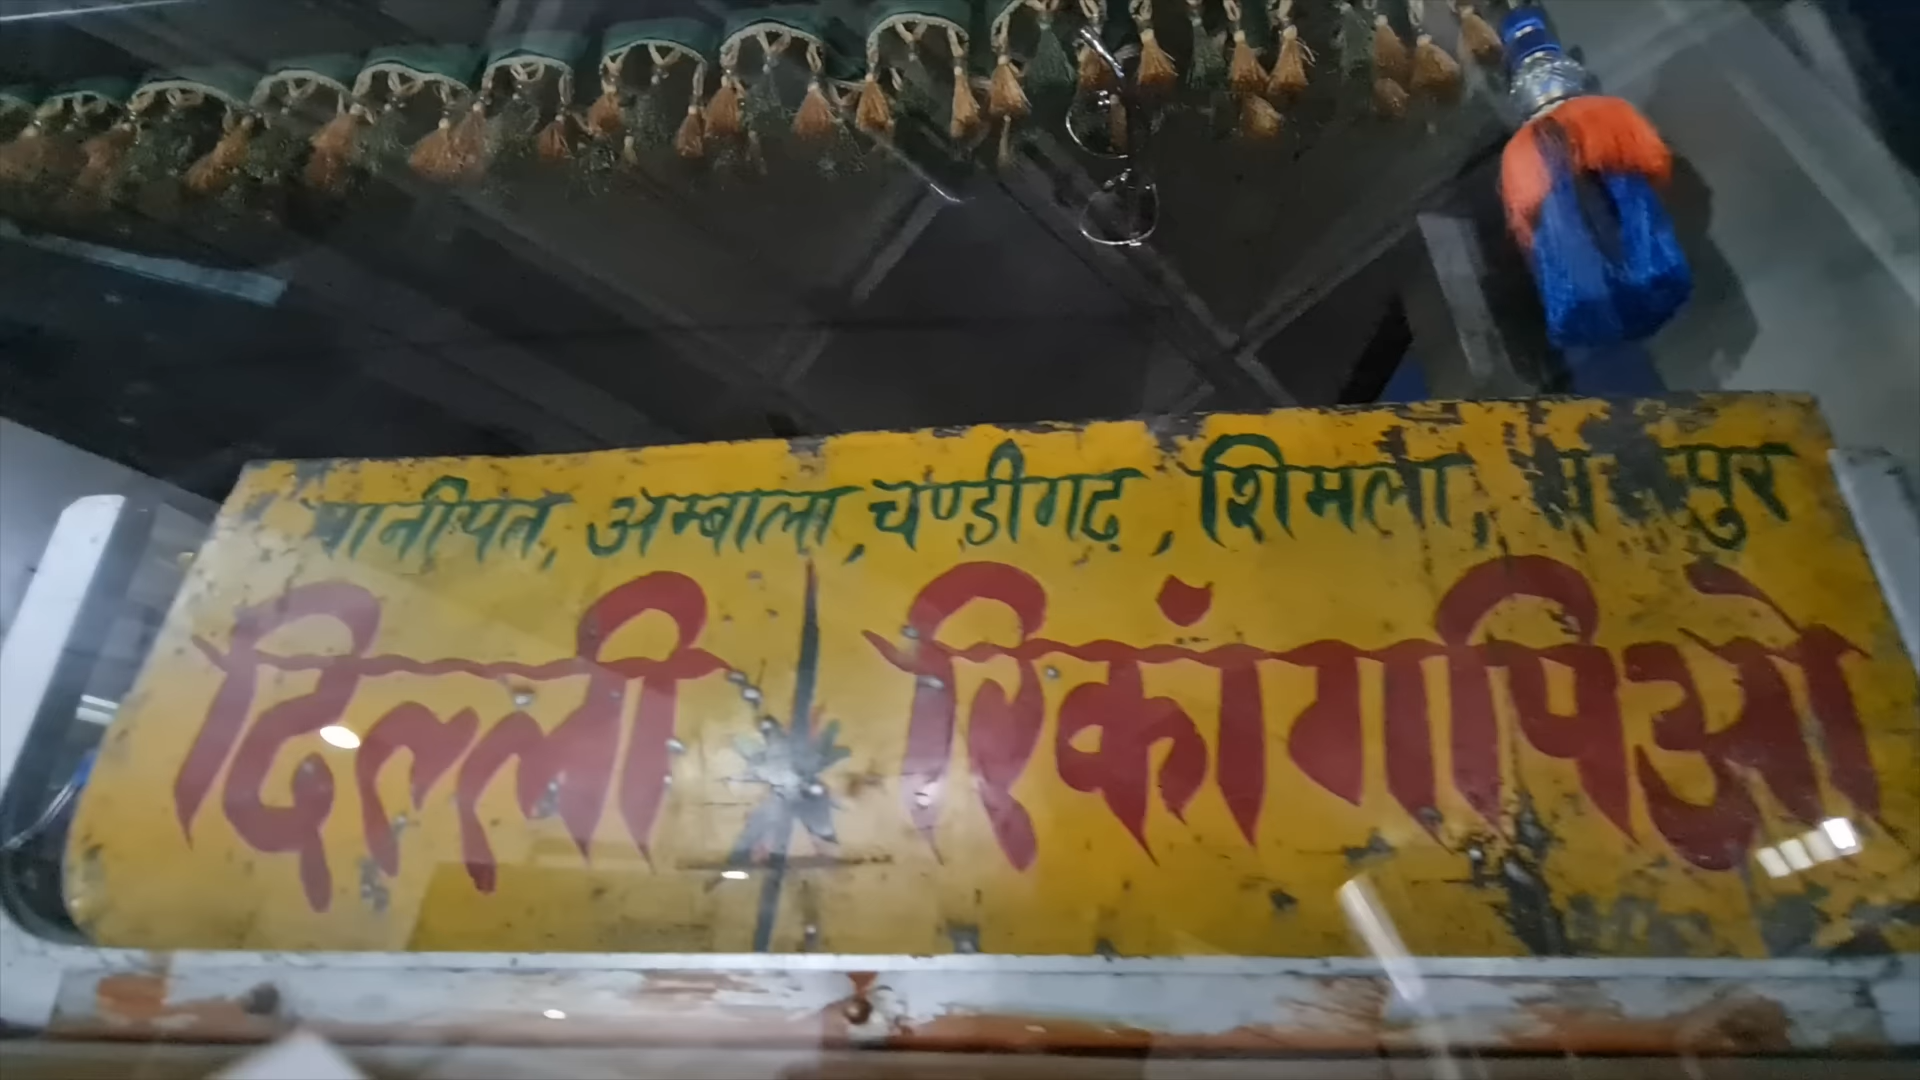 पानीपत, अम्बाला, चण्डीगढ़, शिमला,
दिल्ली रिकांगपिओ